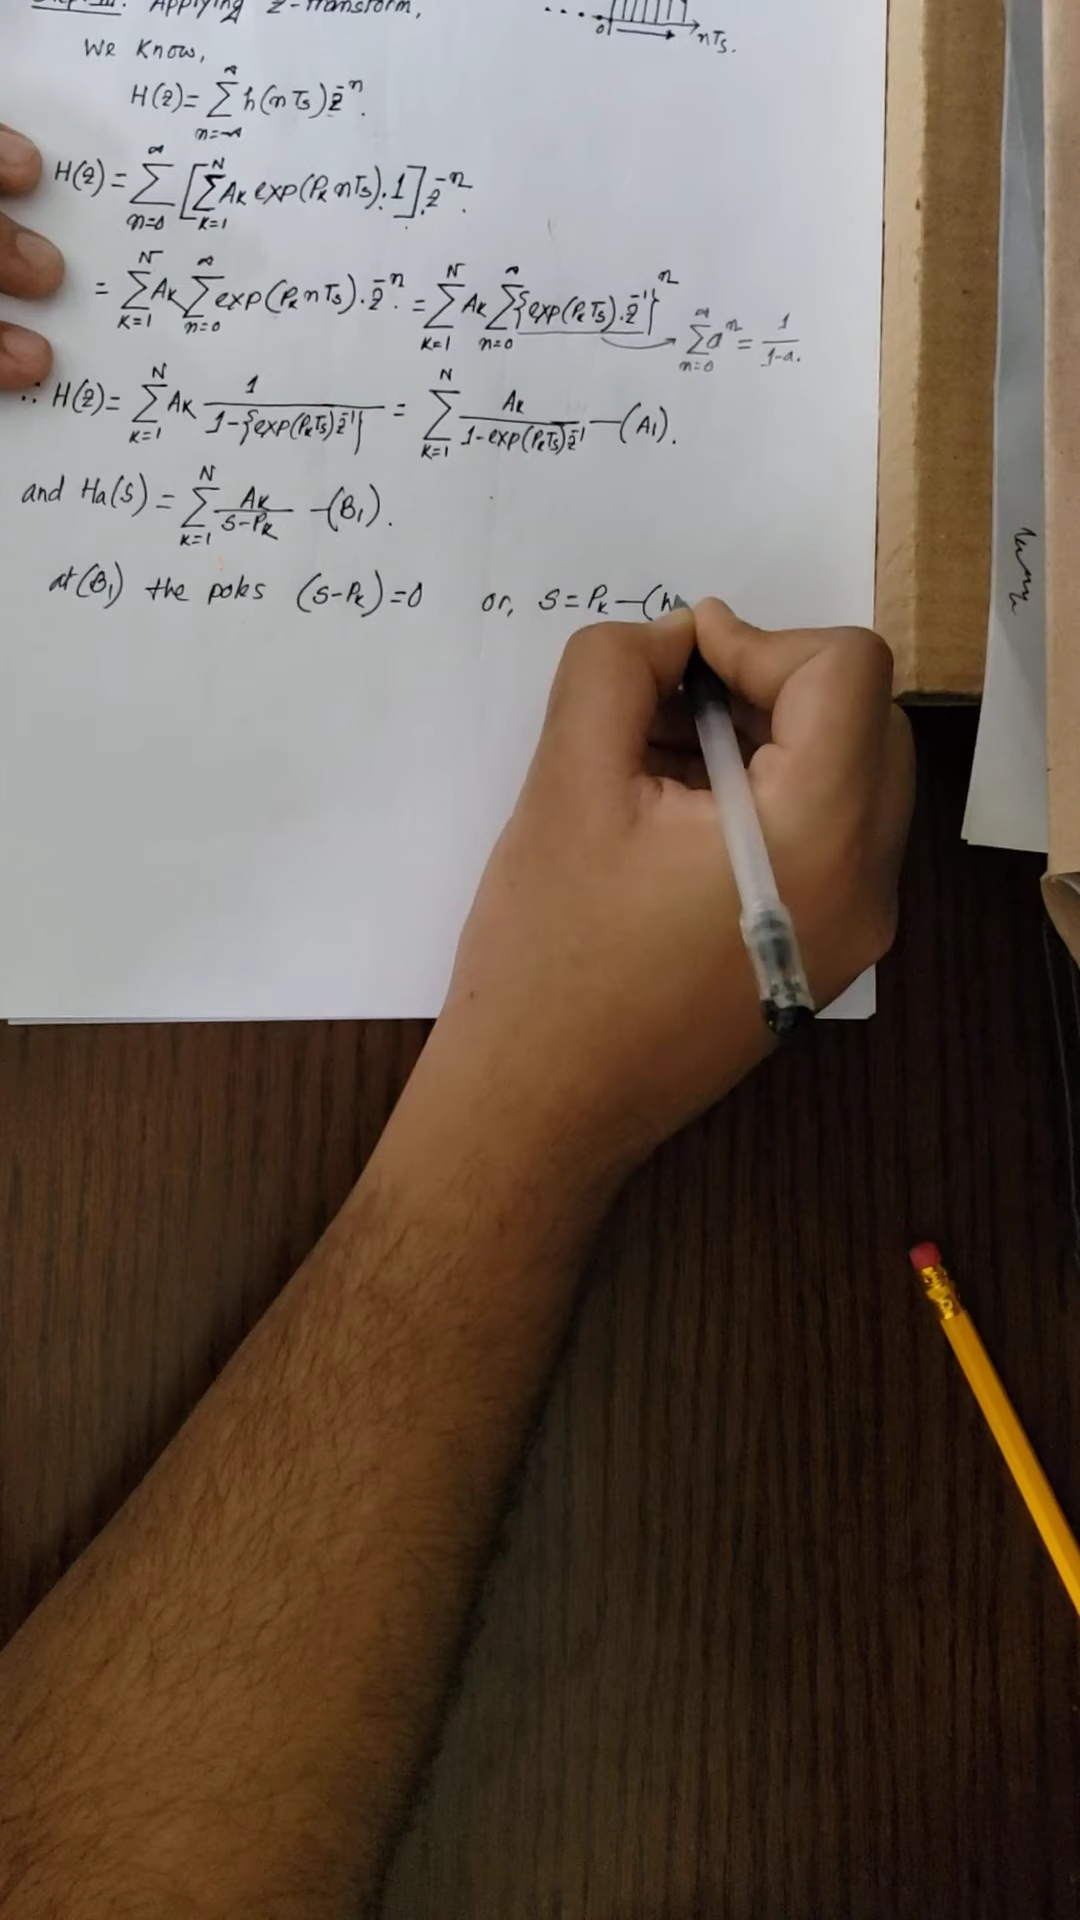 Applying Z-Transform,
0 nTs.
We Know,
H(z) = ∑_{n=-∞}^{∞} h(nTs) z^{-n}.
H(z) = ∑_{n=0}^{∞} [∑_{K=1}^{N} AK exp(PK nTs).1].z^{-n}.
= ∑_{K=1}^{N} AK ∑_{n=0}^{∞} exp(PK nTs).z^{-n}. = ∑_{K=1}^{N} AK ∑_{n=0}^{∞} {exp(PKTs).z^{-1}}^{n}
∑_{n=0}^{∞} a^{n} = 1/(1-a).
∴ H(z) = ∑_{K=1}^{N} AK 1/(1-{exp(PKTs)z^{-1}}) = ∑_{K=1}^{N} AK/(1-exp(PKTs)z^{-1}) —(A1).
and Ha(S) = ∑_{K=1}^{N} AK/(S-PK) —(B1).
at (B1) the poles (S-PK)=0 or, S=PK—(